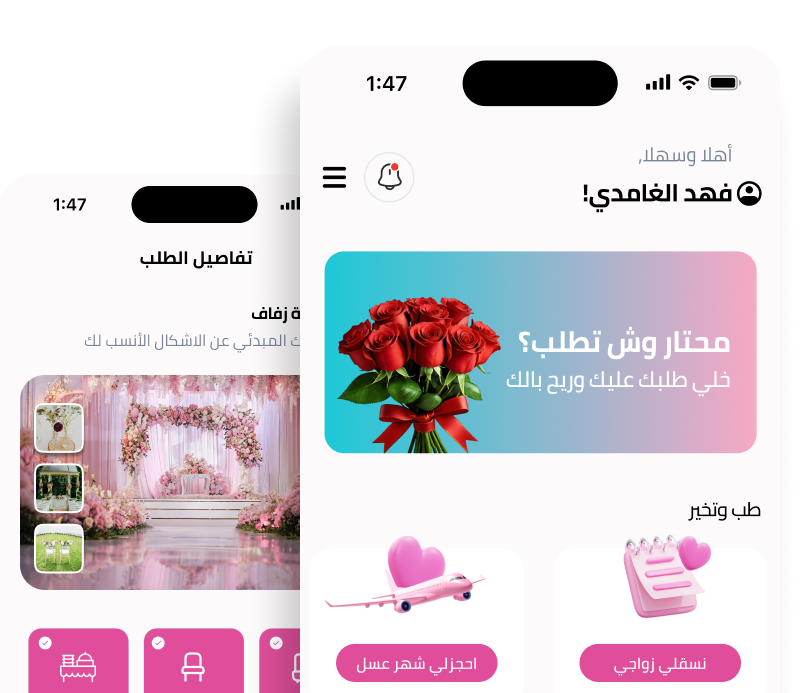 1:47
أهلا وسهلا,
فهد الغامدي!
محتار وش تطلب؟
خلي طلبك عليك وريح بالك
طب وتخير
نسقلي زواجي
احجزلي شهر عسل
1:47
تفاصيل الطلب
زفاف
المبدئي عن الاشكال الأنسب لك